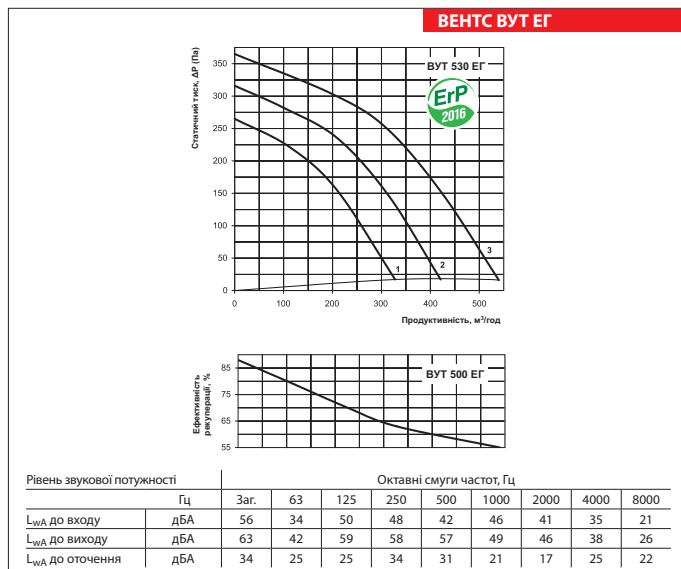 ВЕНТС ВУТ ЕГ
ВУТ 530 ЕГ
ErP
2016
Статичний тиск, ΔP (Па)
350
300
250
200
150
100
50
0
1
2
3
0 100 200 300 400 500
Продуктивність, м³/год
ВУТ 500 ЕГ
Ефективність
рекуперації, %
85
75
65
55
Рівень звукової потужності Октавні смуги частот, Гц
Гц Заг. 63 125 250 500 1000 2000 4000 8000
LwA до входу дБА 56 34 50 48 42 46 41 35 21
LwA до виходу дБА 63 42 59 58 57 49 46 38 26
LwA до оточення дБА 34 25 25 34 31 21 17 25 22